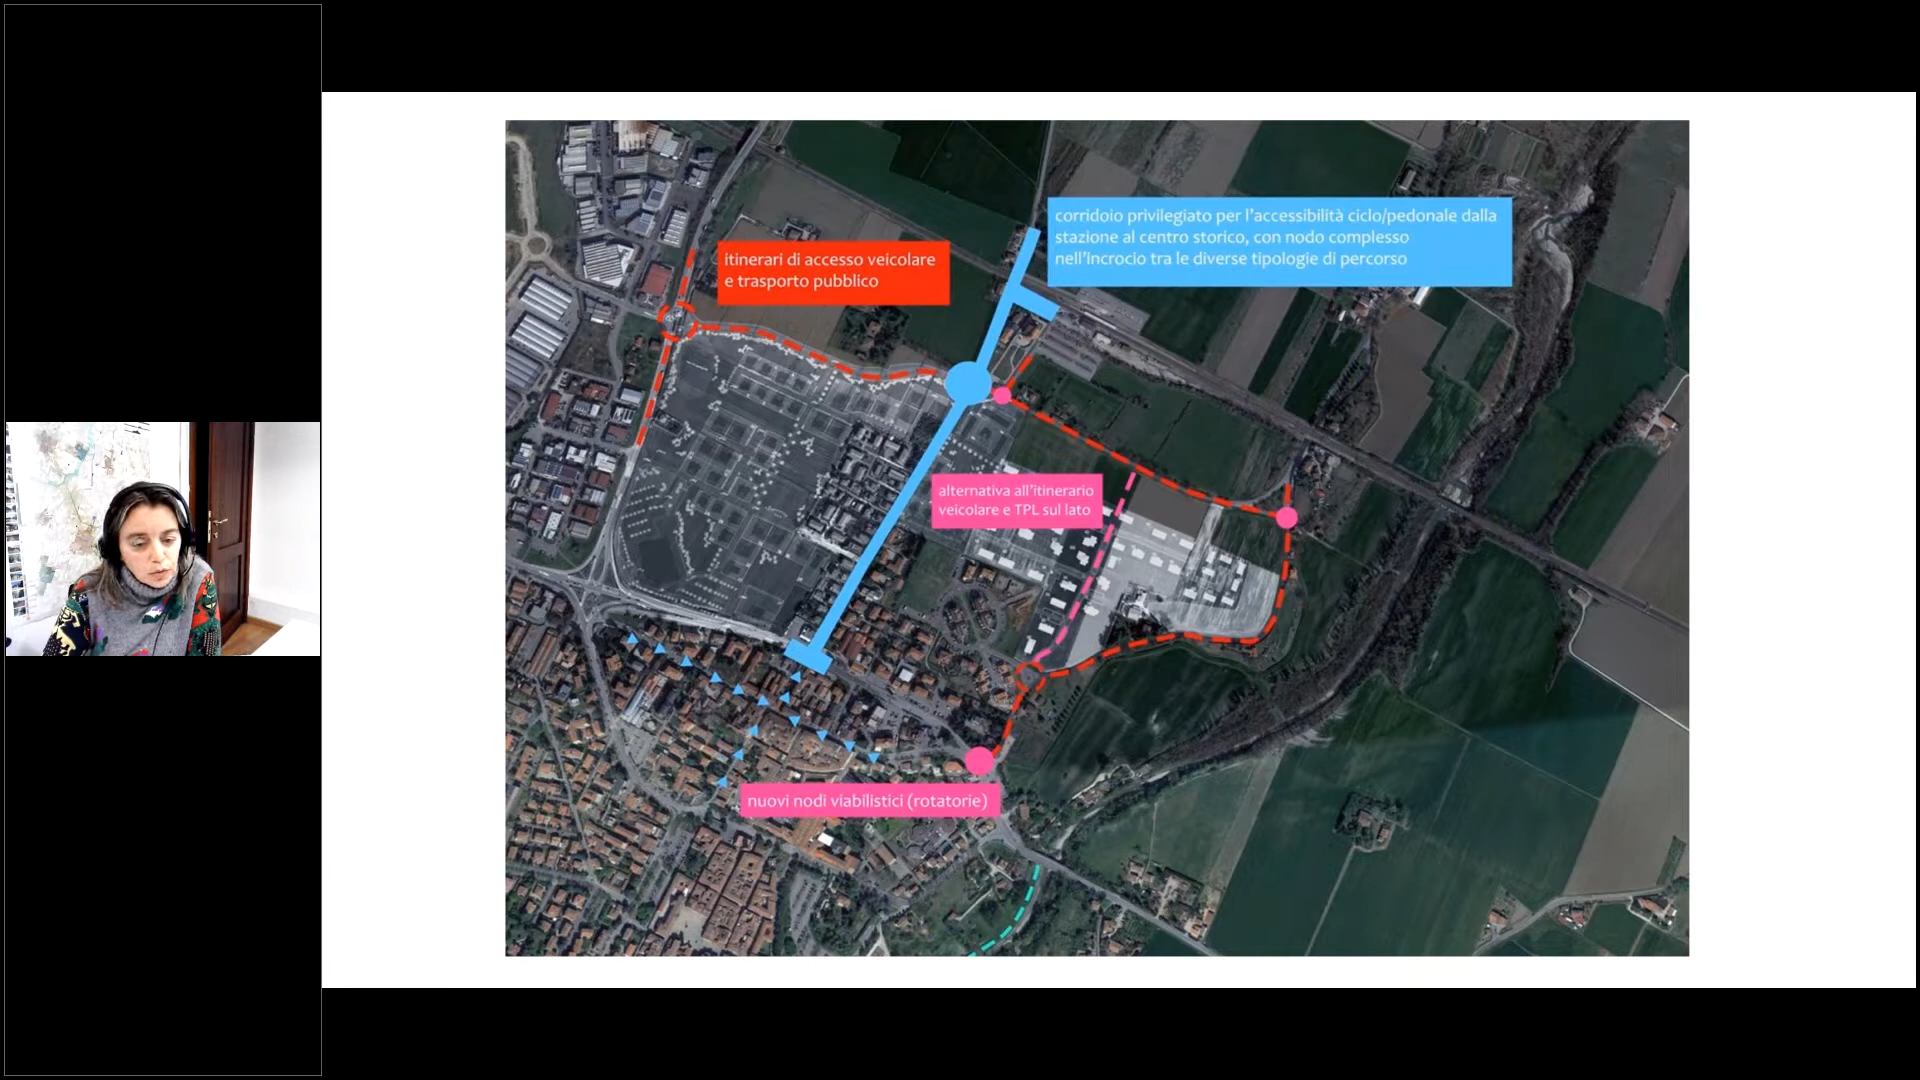 corridoio privilegiato per l'accessibilità ciclo/pedonale dalla
stazione al centro storico, con nodo complesso
nell'incrocio tra le diverse tipologie di percorso
itinerari di accesso veicolare
e trasporto pubblico
alternativa all'itinerario
veicolare e TPL sul lato
nuovi nodi viabilistici (rotatorie)